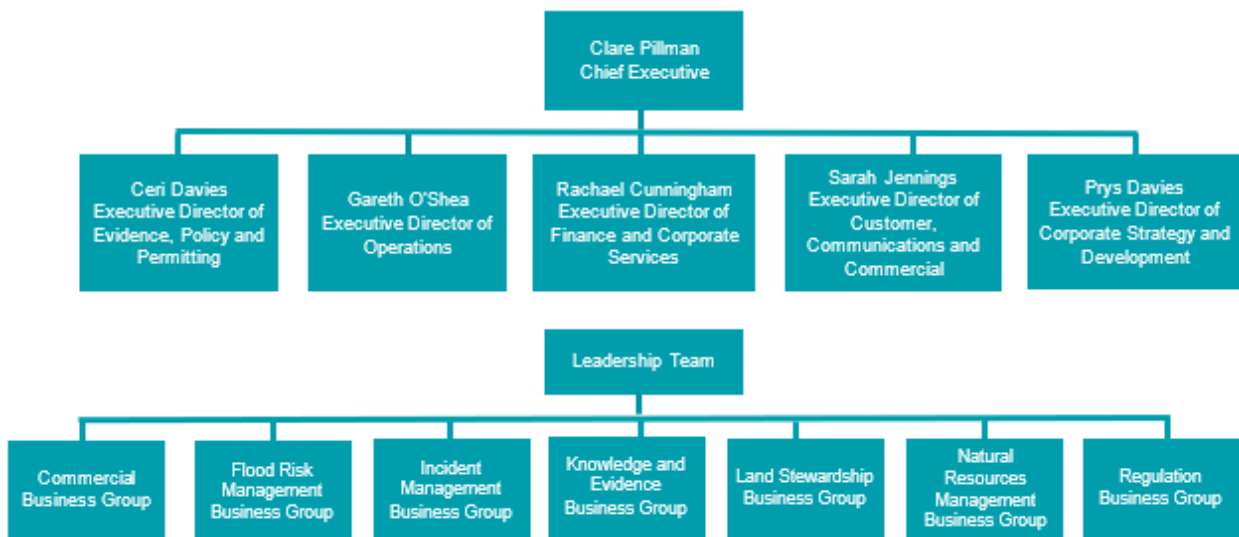 Clare Pillman
Chief Executive
Ceri Davies
Executive Director of
Evidence, Policy and
Permitting
Gareth O'Shea
Executive Director of
Operations
Rachael Cunningham
Executive Director of
Finance and Corporate
Services
Sarah Jennings
Executive Director of
Customer,
Communications and
Commercial
Prys Davies
Executive Director of
Corporate Strategy and
Development
Leadership Team
Commercial
Business Group
Flood Risk
Management
Business Group
Incident
Management
Business Group
Knowledge and
Evidence
Business Group
Land Stewardship
Business Group
Natural
Resources
Management
Business Group
Regulation
Business Group